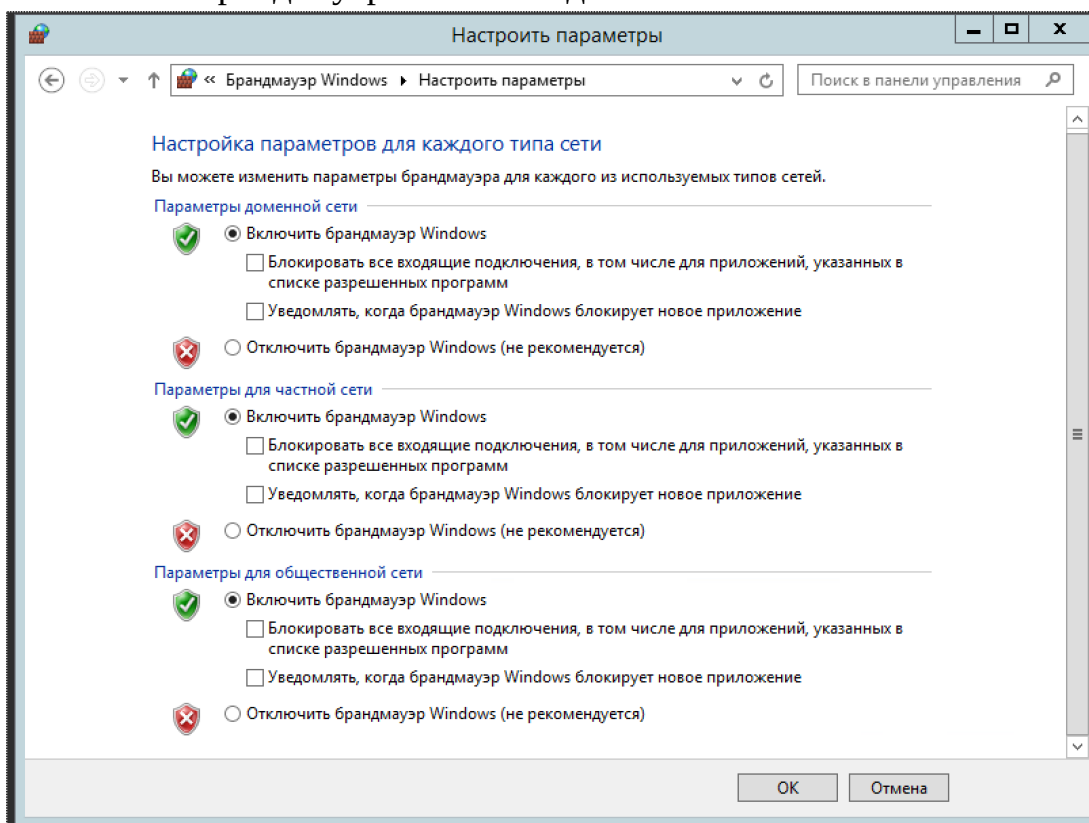 Настроить параметры
« Брандмауэр Windows ▸ Настроить параметры
Поиск в панели управления
Настройка параметров для каждого типа сети
Вы можете изменить параметры брандмауэра для каждого из используемых типов сетей.
Параметры доменной сети
Включить брандмауэр Windows
Блокировать все входящие подключения, в том числе для приложений, указанных в
списке разрешенных программ
Уведомлять, когда брандмауэр Windows блокирует новое приложение
Отключить брандмауэр Windows (не рекомендуется)
Параметры для частной сети
Включить брандмауэр Windows
Блокировать все входящие подключения, в том числе для приложений, указанных в
списке разрешенных программ
Уведомлять, когда брандмауэр Windows блокирует новое приложение
Отключить брандмауэр Windows (не рекомендуется)
Параметры для общественной сети
Включить брандмауэр Windows
Блокировать все входящие подключения, в том числе для приложений, указанных в
списке разрешенных программ
Уведомлять, когда брандмауэр Windows блокирует новое приложение
Отключить брандмауэр Windows (не рекомендуется)
OK
Отмена